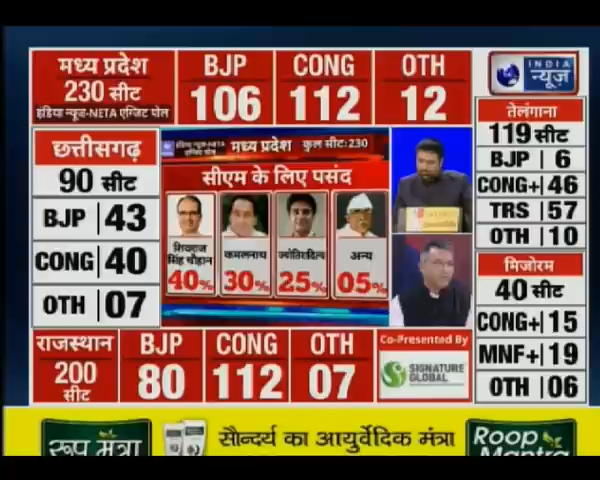 मध्य प्रदेश
230 सीट
इंडिया न्यूज़-NETA एग्जिट पोल
BJP
106
CONG
112
OTH
12
INDIA
न्यूज़
छत्तीसगढ़
90 सीट
BJP 43
CONG 40
OTH 07
इंडिया न्यूज़-NETA
एग्जिट पोल
मध्य प्रदेश कुल सीट:230
सीएम के लिए पसंद
शिवराज
सिंह चौहान
40%
कमलनाथ
30%
ज्योतिरादित्य
25%
अन्य
05%
तेलंगाना
119 सीट
BJP 6
CONG+ 46
TRS 57
OTH 10
मिजोरम
40 सीट
CONG+ 15
MNF+ 19
OTH 06
राजस्थान
200
सीट
BJP
80
CONG
112
OTH
07
Co-Presented By
SIGNATURE
GLOBAL
रूप मंत्रा
सौन्दर्य का आयुर्वेदिक मंत्रा
Roop
Mantra